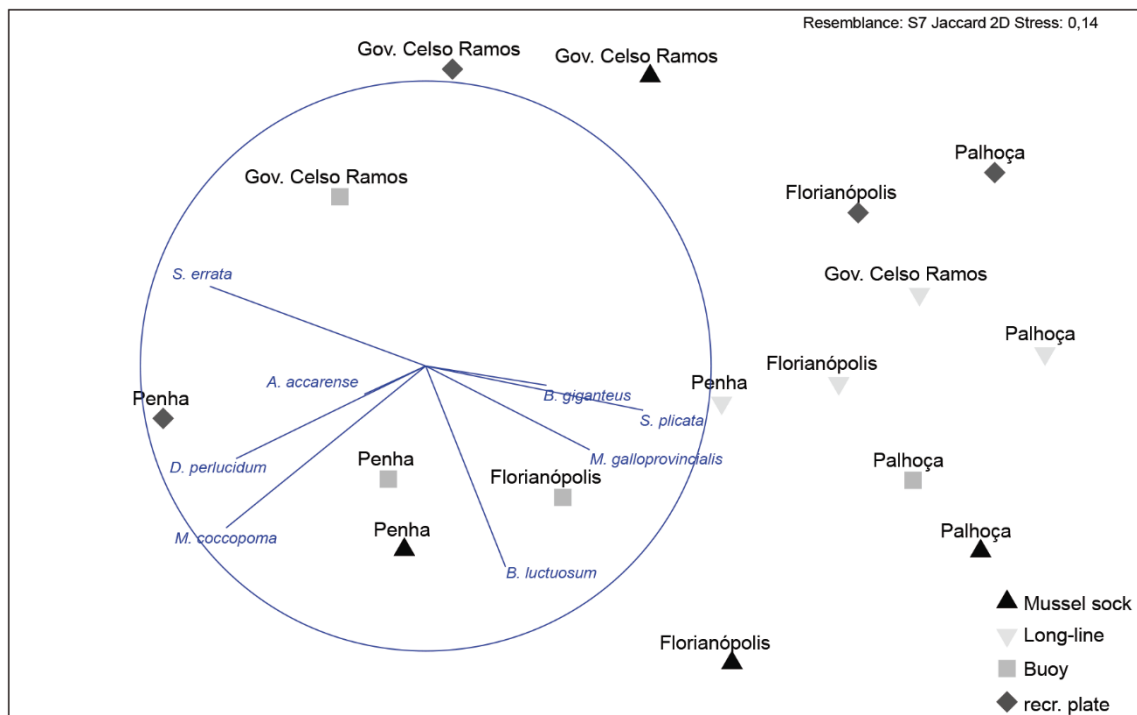 Resemblance: S7 Jaccard 2D Stress: 0,14
Gov. Celso Ramos
Gov. Celso Ramos
Palhoça
Gov. Celso Ramos
Florianópolis
S. errata
Gov. Celso Ramos
Palhoça
A. accarense
Florianópolis
Penha
B. giganteus
Penha
S. plicata
D. perlucidum
Penha
M. galloprovincialis
Palhoça
Florianópolis
M. coccopoma
Penha
Palhoça
B. luctuosum
Mussel sock
Long-line
Florianópolis
Buoy
recr. plate